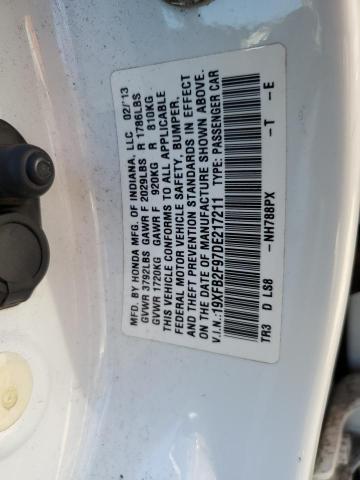 MFD. BY HONDA MFG. OF INDIANA, LLC 02/'13
GVWR 3792LBS GAWR F 2029LBS R 1786LBS
GVWR 1720KG GAWR F 920KG R 810KG
THIS VEHICLE CONFORMS TO ALL APPLICABLE
FEDERAL MOTOR VEHICLE SAFETY, BUMPER,
AND THEFT PREVENTION STANDARDS IN EFFECT
ON THE DATE OF MANUFACTURE SHOWN ABOVE.
V.I.N.: 19XFB2F97DE217211 TYPE: PASSENGER CAR
TR3 D LS8 -NH788PX -T -E